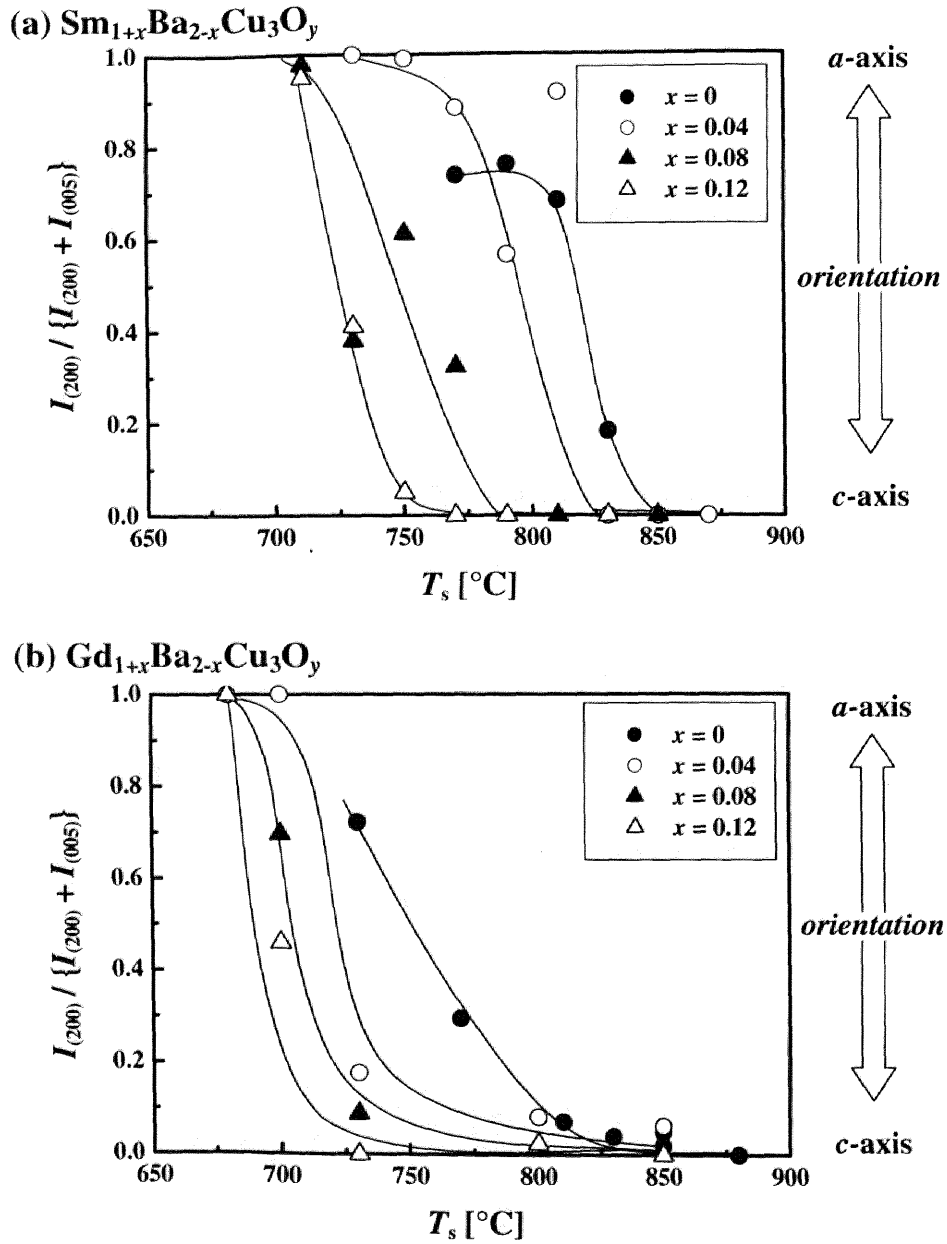 (a) Sm1+xBa2-xCu3Oy
1.0
0.8
0.6
0.4
0.2
0.0
I(200) / {I(200) + I(005)}
x = 0
x = 0.04
x = 0.08
x = 0.12
650
700
750
800
850
900
Ts [°C]
a-axis
orientation
c-axis
(b) Gd1+xBa2-xCu3Oy
1.0
0.8
0.6
0.4
0.2
0.0
I(200) / {I(200) + I(005)}
x = 0
x = 0.04
x = 0.08
x = 0.12
650
700
750
800
850
900
Ts [°C]
a-axis
orientation
c-axis